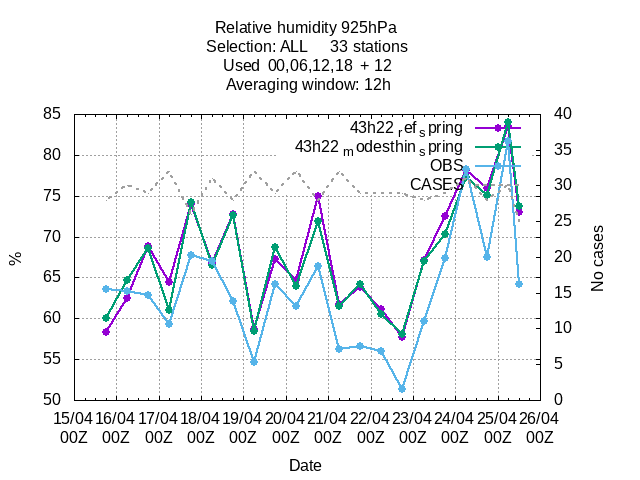 Relative humidity 925hPa
Selection: ALL 33 stations
Used 00,06,12,18 + 12
Averaging window: 12h
85 40
43h22 ref spring
43h22 modesthin spring
OBS
CASES
80 35
75 30
70 25
65 20
60 15
55 10
50 5
0
%
No cases
15/04 16/04 17/04 18/04 19/04 20/04 21/04 22/04 23/04 24/04 25/04 26/04
00Z 00Z 00Z 00Z 00Z 00Z 00Z 00Z 00Z 00Z 00Z 00Z
Date